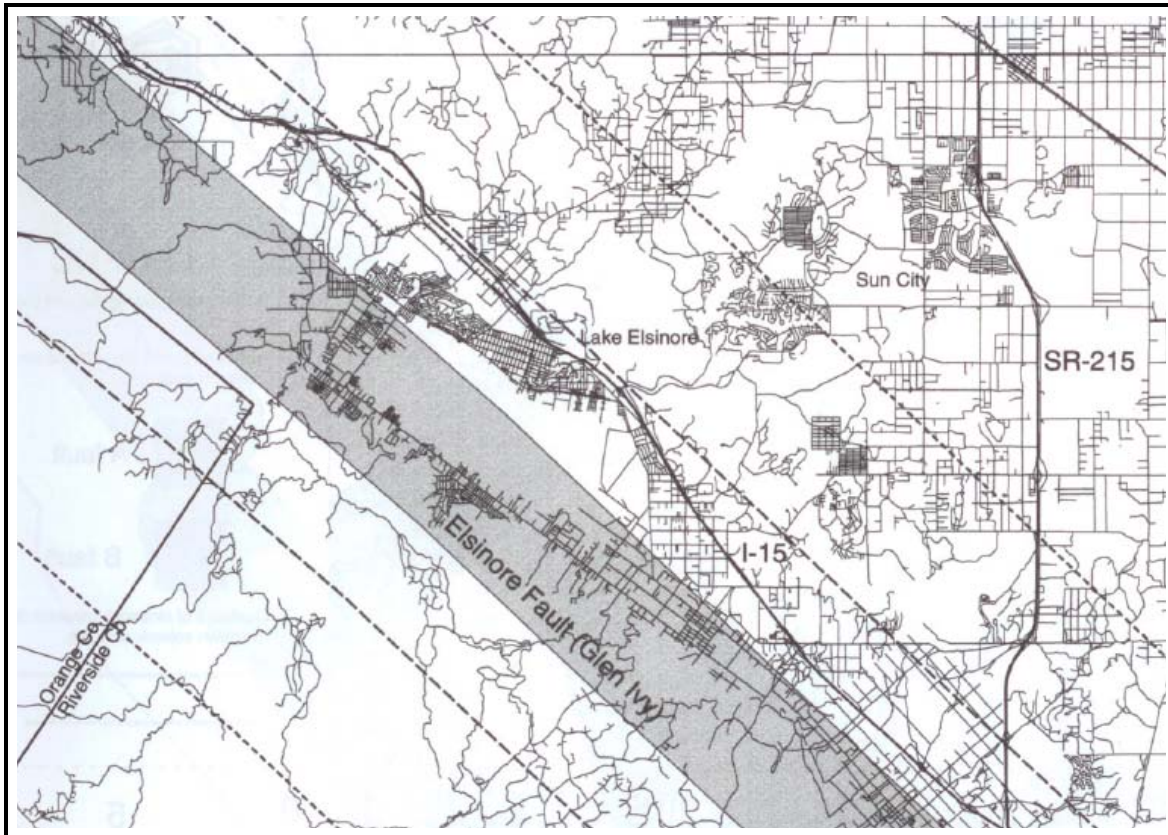 Sun City
Lake Elsinore
SR-215
I-15
Elsinore Fault (Glen Ivy)
Orange Co.
Riverside Co.